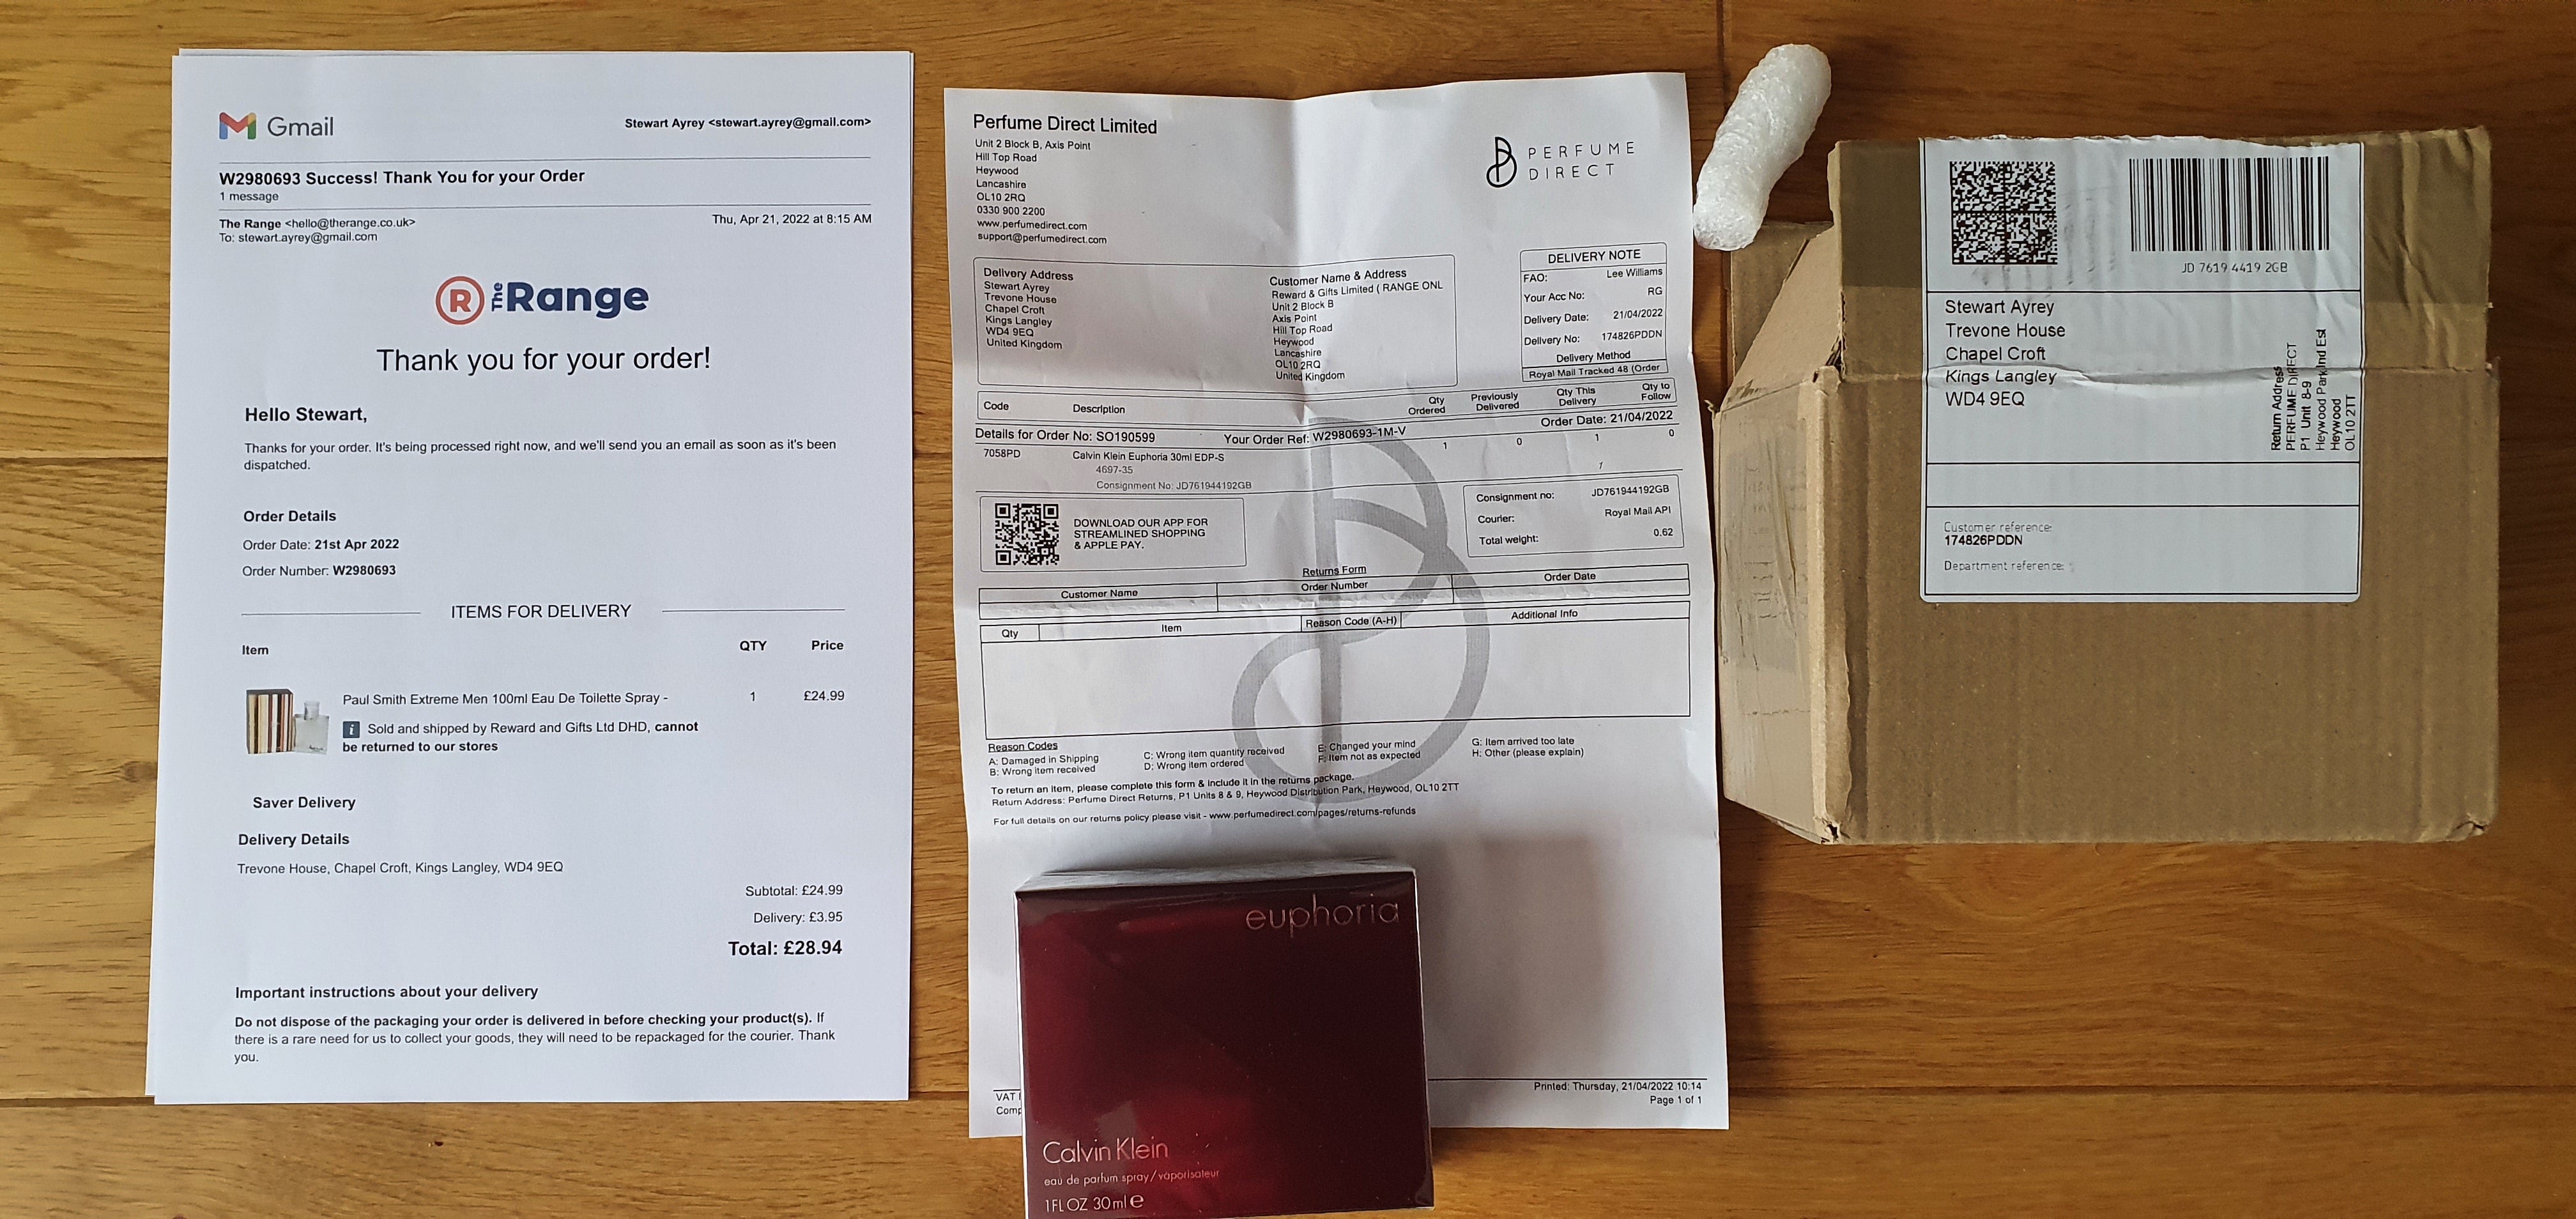 Gmail
Stewart Ayrey <stewart.ayrey@gmail.com>
W2980693 Success! Thank You for your Order
1 message
The Range <hello@therange.co.uk>
Thu, Apr 21, 2022 at 8:15 AM
To: stewart.ayrey@gmail.com
R The Range
Thank you for your order!
Hello Stewart,
Thanks for your order. It's being processed right now, and we'll send you an email as soon as it's been
dispatched.
Order Details
Order Date: 21st Apr 2022
Order Number: W2980693
ITEMS FOR DELIVERY
Item QTY Price
Paul Smith Extreme Men 100ml Eau De Toilette Spray - 1 £24.99
i Sold and shipped by Reward and Gifts Ltd DHD, cannot
be returned to our stores
Saver Delivery
Delivery Details
Trevone House, Chapel Croft, Kings Langley, WD4 9EQ
Subtotal: £24.99
Delivery: £3.95
Total: £28.94
Important instructions about your delivery
Do not dispose of the packaging your order is delivered in before checking your product(s). If
there is a rare need for us to collect your goods, they will need to be repackaged for the courier. Thank
you.
Perfume Direct Limited
Unit 2 Block B, Axis Point
Hill Top Road
Heywood
Lancashire
OL10 2RQ
0330 900 2200
www.perfumedirect.com
support@perfumedirect.com
PERFUME
DIRECT
Delivery Address
Stewart Ayrey
Trevone House
Chapel Croft
Kings Langley
WD4 9EQ
United Kingdom
Customer Name & Address
Reward & Gifts Limited ( RANGE ONL
Unit 2 Block B
Axis Point
Hill Top Road
Heywood
Lancashire
OL10 2RQ
United Kingdom
DELIVERY NOTE
FAO: Lee Williams
Your Acc No: RG
Delivery Date: 21/04/2022
Delivery No: 174826PDDN
Delivery Method
Royal Mail Tracked 48 (Order
Code Description Qty Ordered Previously Delivered Qty This Delivery Qty to Follow
Details for Order No: SO190599 Your Order Ref: W2980693-1M-V Order Date: 21/04/2022
7058PD Calvin Klein Euphoria 30ml EDP-S 1 0 1 0
4697-35 1
Consignment No: JD761944192GB
DOWNLOAD OUR APP FOR
STREAMLINED SHOPPING
& APPLE PAY.
Consignment no: JD761944192GB
Courier: Royal Mail API
Total weight: 0.62
Returns Form
Customer Name Order Number Order Date
Qty Item Reason Code (A-H) Additional Info
Reason Codes
A: Damaged in Shipping
B: Wrong item received
C: Wrong item quantity received
D: Wrong item ordered
E: Changed your mind
F: Item not as expected
G: Item arrived too late
H: Other (please explain)
To return an item, please complete this form & include it in the returns package.
Return Address: Perfume Direct Returns, P1 Units 8 & 9, Heywood Distribution Park, Heywood, OL10 2TT
For full details on our returns policy please visit - www.perfumedirect.com/pages/returns-refunds
VAT
Comp
Printed: Thursday, 21/04/2022 10:14
Page 1 of 1
euphoria
Calvin Klein
eau de parfum spray/vaporisateur
1FL OZ 30ml e
JD 7619 4419 2GB
Stewart Ayrey
Trevone House
Chapel Croft
Kings Langley
WD4 9EQ
Return Address
PERFUME DIRECT
P1 Unit 8-9
Heywood Park Ind Est
Heywood
OL10 2TT
Customer reference:
174826PDDN
Department reference: